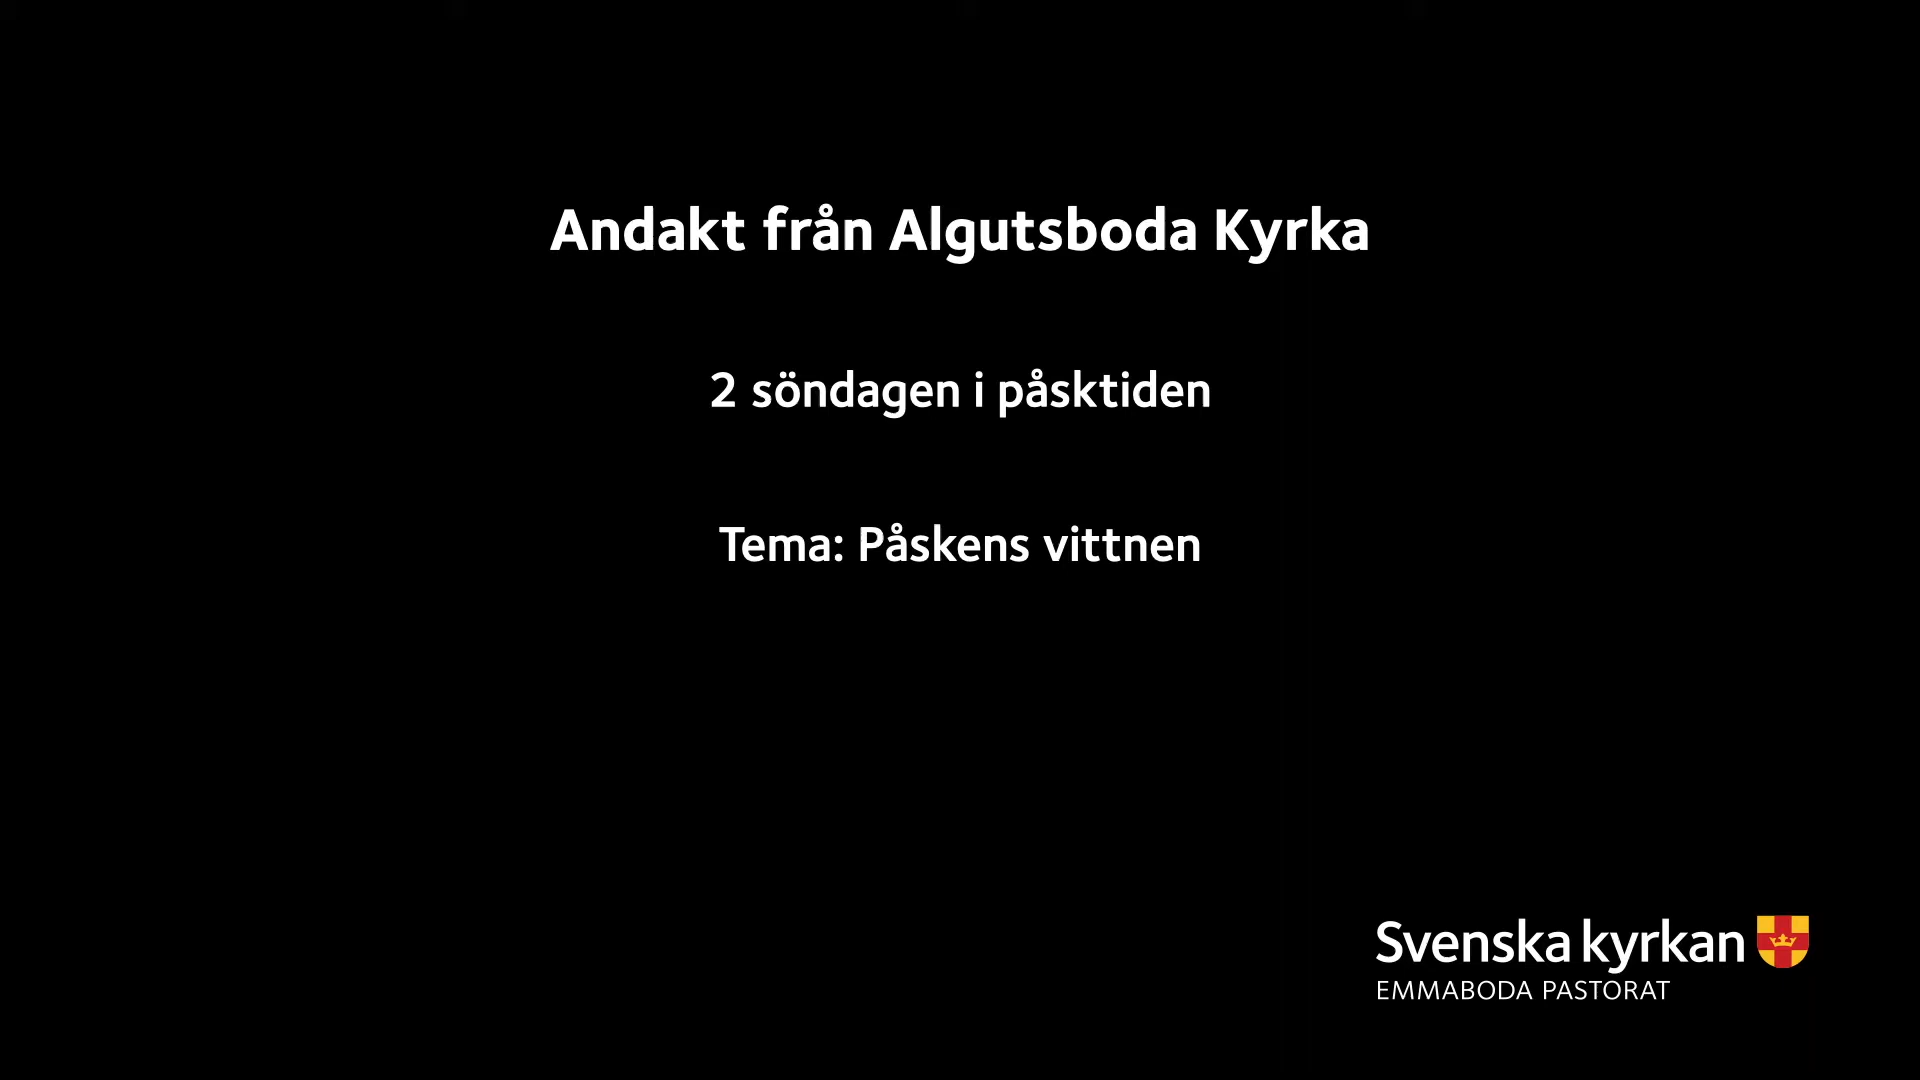 Andakt från Algutsboda Kyrka
2 söndagen i påsktiden
Tema: Påskens vittnen
Svenska kyrkan
EMMABODA PASTORAT